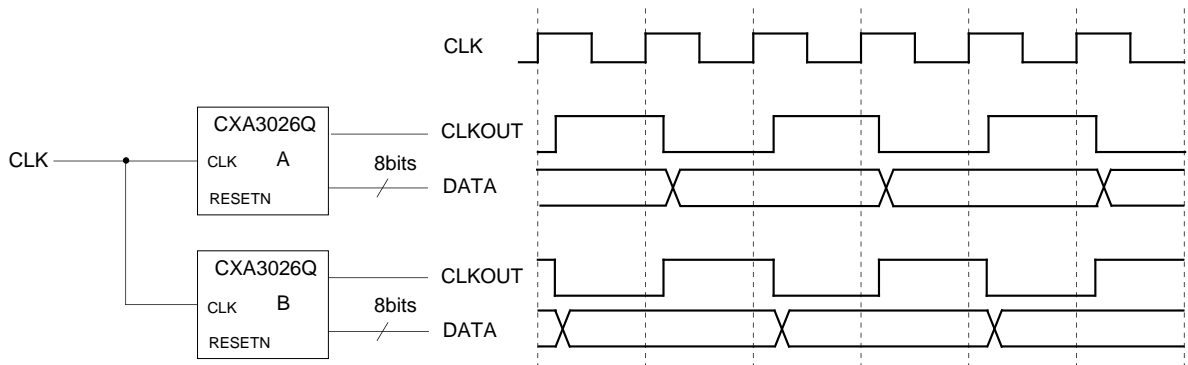 CLK
CXA3026Q
CLKOUT
CLK
CLK
A
8bits
DATA
RESETN
CXA3026Q
CLKOUT
CLK
B
8bits
DATA
RESETN